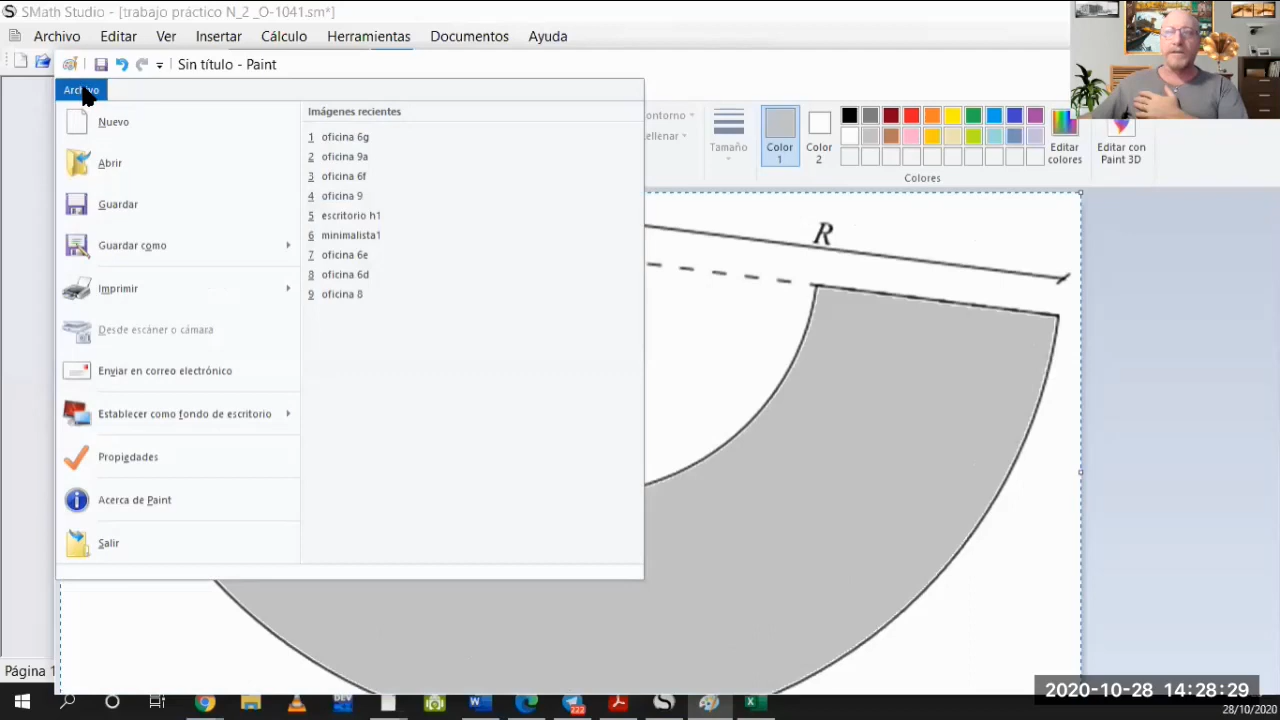 SMath Studio - [trabajo práctico N_2 _O-1041.sm*]
Archivo Editar Ver Insertar Cálculo Herramientas Documentos Ayuda
Sin título - Paint
Archivo
Imágenes recientes
Nuevo
1 oficina 6g
2 oficina 9a
Abrir
3 oficina 6f
4 oficina 9
Guardar
5 escritorio h1
6 minimalista1
Guardar como
7 oficina 6e
8 oficina 6d
Imprimir
9 oficina 8
Desde escáner o cámara
Enviar en correo electrónico
Establecer como fondo de escritorio
Propiedades
Acerca de Paint
Salir
ontorno
ellenar
Tamaño
Color 1
Color 2
Editar colores
Editar con Paint 3D
Colores
R
Página 1
DEV
222
2020-10-28 14:28:29
28/10/2020